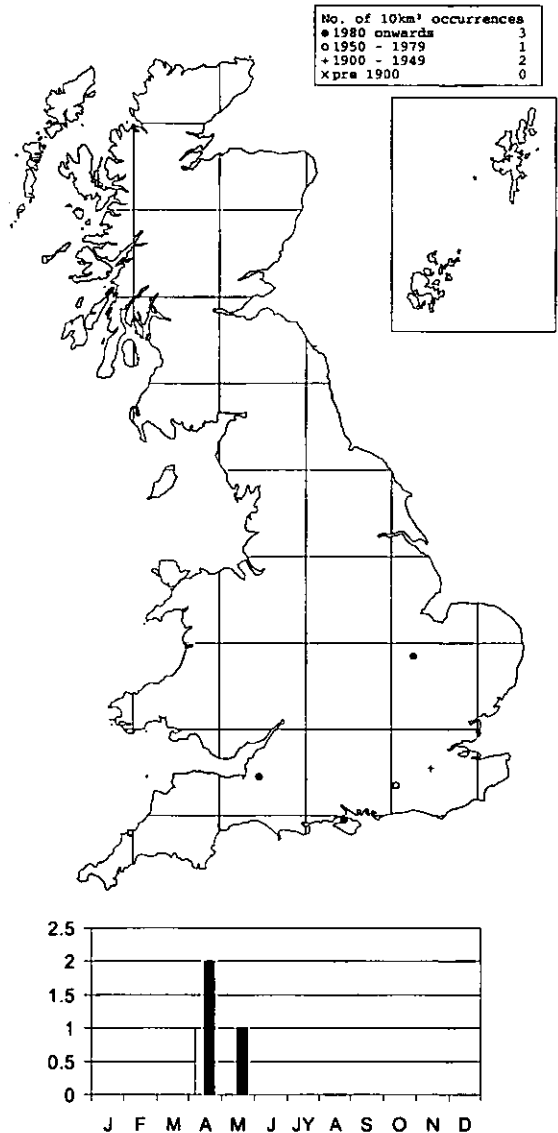 No. of 10km² occurrences
● 1980 onwards 3
○ 1950 - 1979 1
+ 1900 - 1949 2
x pre 1900 0
2.5
2
1.5
1
0.5
0
J F M A M J JY A S O N D